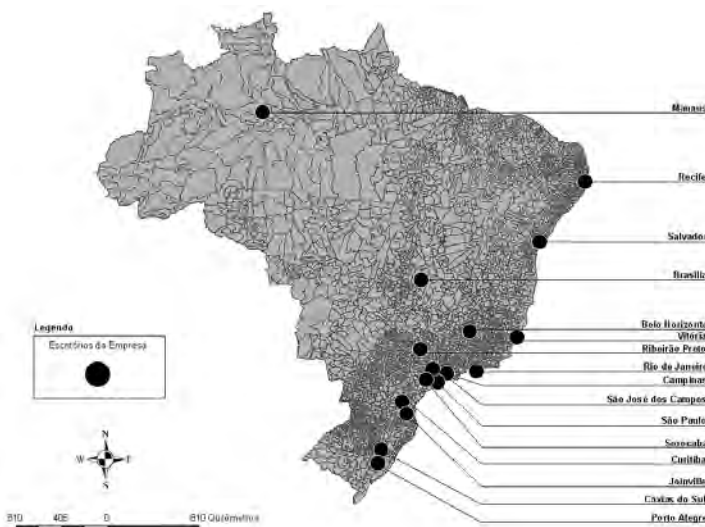 Manaus
Recife
Salvador
Brasília
Belo Horizonte
Vitória
Ribeirão Preto
Rio de Janeiro
Campinas
São José dos Campos
São Paulo
Sorocaba
Curitiba
Joinville
Caxias do Sul
Porto Alegre
Legenda
Escritórios da Empresa
N
W
E
S
810 405 0 810 Quilômetros